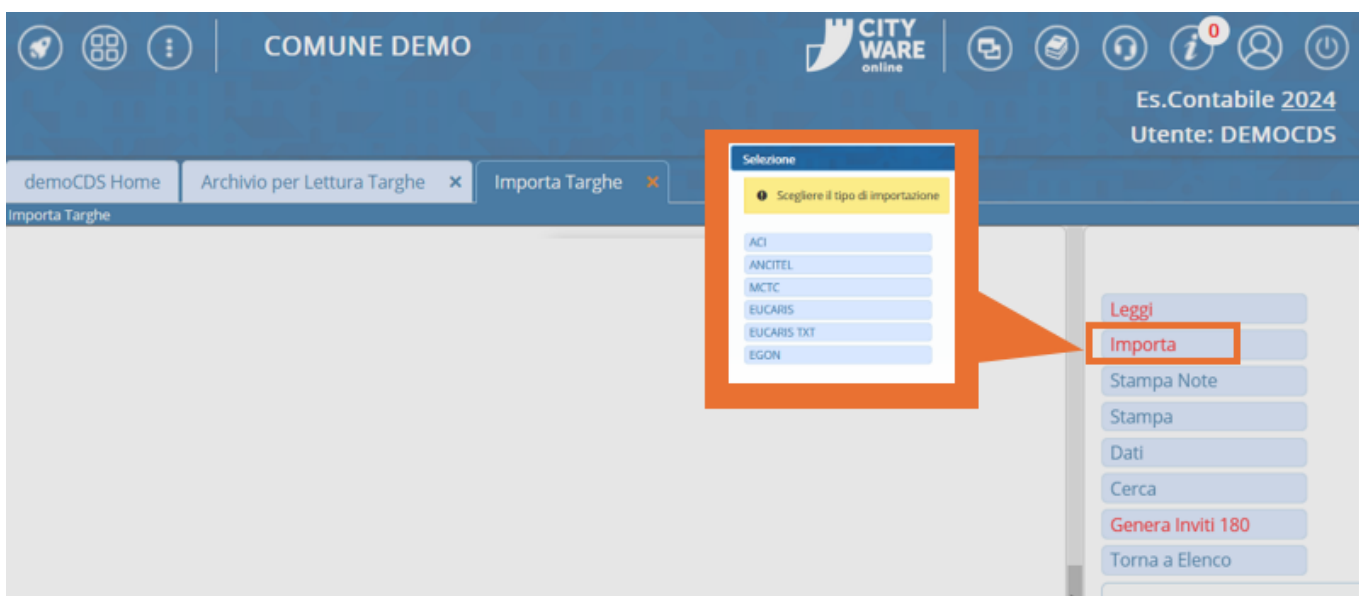 COMUNE DEMO
CITY
WARE
online
0
Es.Contabile 2024
Utente: DEMOCDS
demoCDS Home
Archivio per Lettura Targhe
Importa Targhe
Importa Targhe
Selezione
Scegliere il tipo di importazione
ACI
ANCITEL
MCTC
EUCARIS
EUCARIS TXT
EGON
Leggi
Importa
Stampa Note
Stampa
Dati
Cerca
Genera Inviti 180
Torna a Elenco